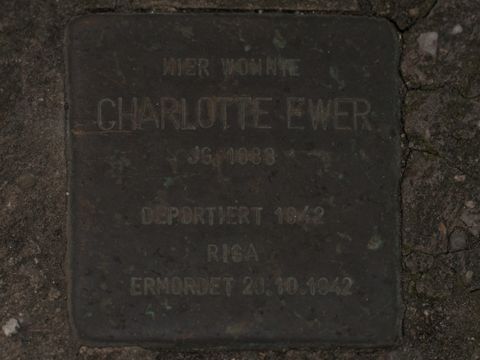 HIER WOHNTE
CHARLOTTE EWER
JG. 1883
DEPORTIERT 1942
RIGA
ERMORDET 20.10.1942